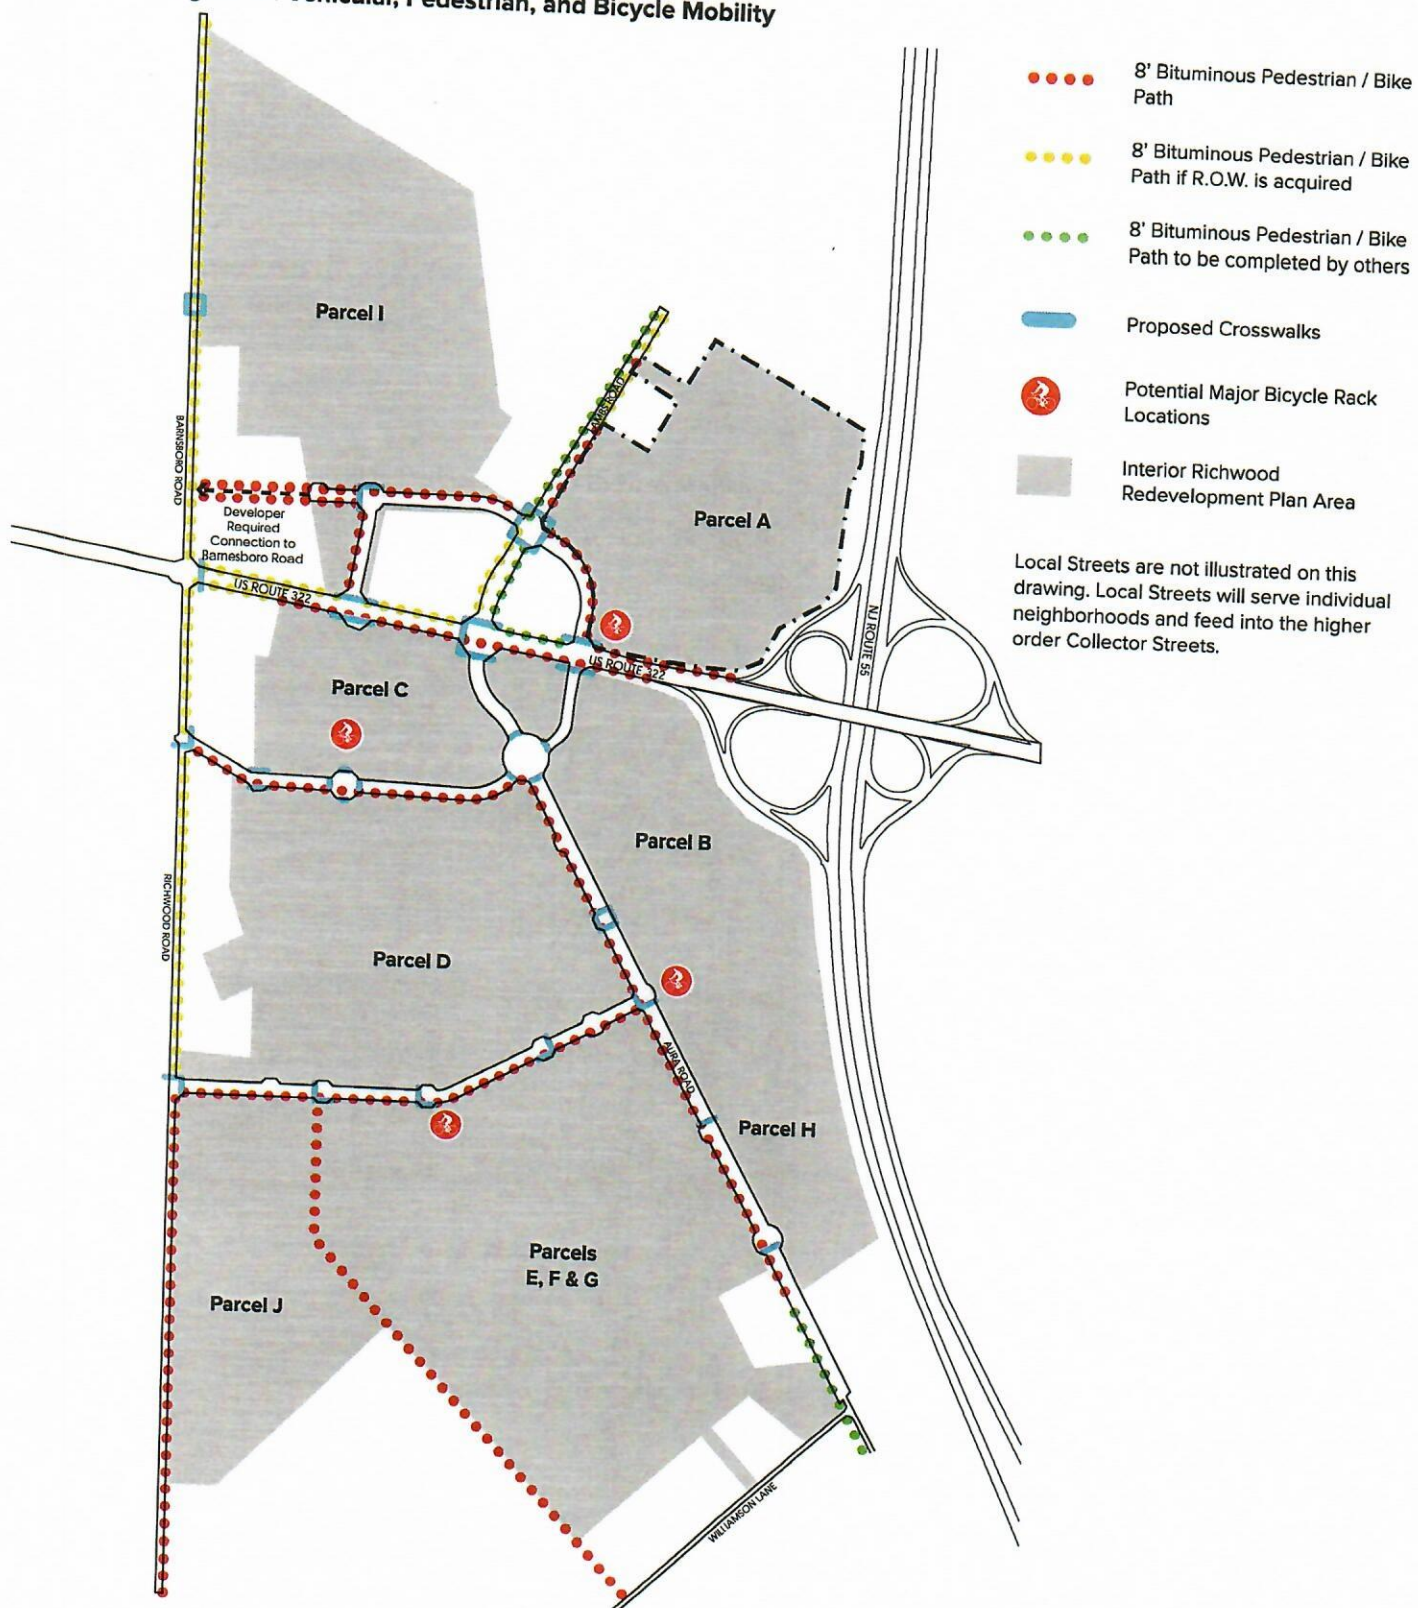 Pedestrian, and Bicycle Mobility
8' Bituminous Pedestrian / Bike
Path
8' Bituminous Pedestrian / Bike
Path if R.O.W. is acquired
8' Bituminous Pedestrian / Bike
Path to be completed by others
Proposed Crosswalks
Potential Major Bicycle Rack
Locations
Interior Richwood
Redevelopment Plan Area
Local Streets are not illustrated on this
drawing. Local Streets will serve individual
neighborhoods and feed into the higher
order Collector Streets.
Parcel I
BARNSBORO ROAD
AMBS ROAD
Parcel A
Developer
Required
Connection to
Barnesboro Road
US ROUTE 322
US ROUTE 322
NJ ROUTE 55
Parcel C
Parcel B
RICHWOOD ROAD
Parcel D
AURA ROAD
Parcel H
Parcels
E, F & G
Parcel J
WILLIAMSON LANE